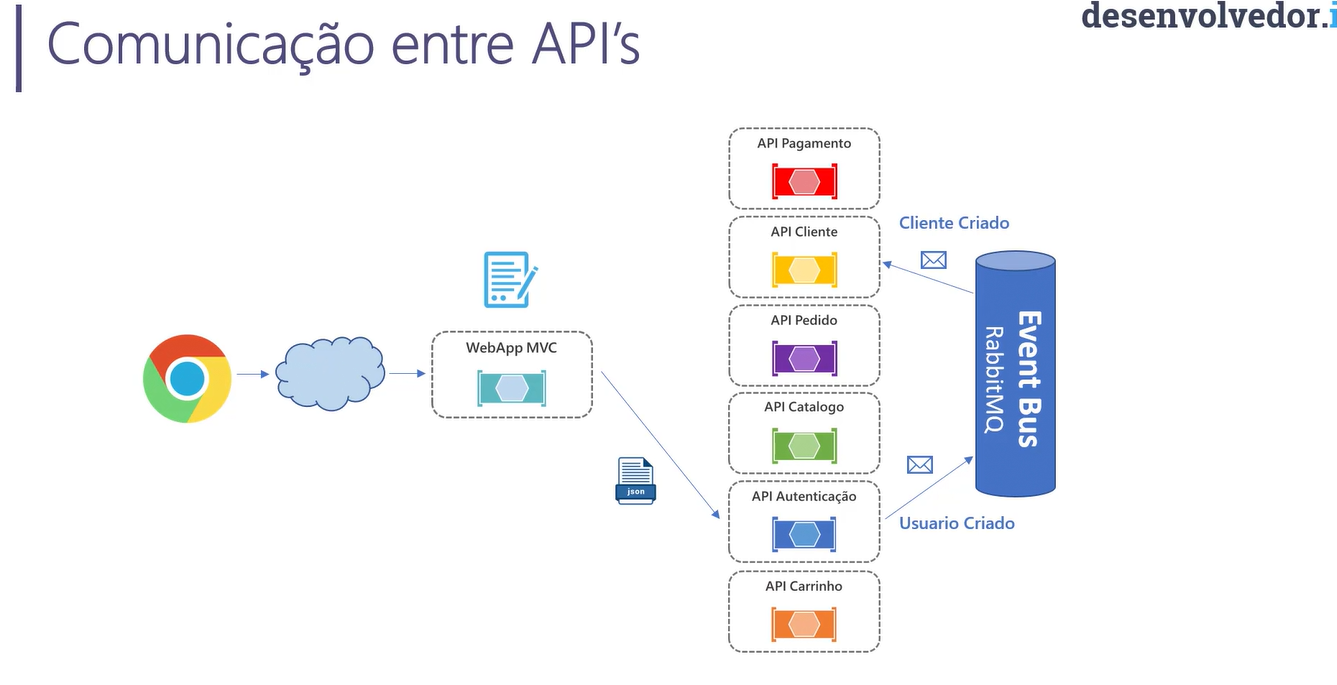 desenvolvedor.i
Comunicação entre API's
API Pagamento
API Cliente
Cliente Criado
API Pedido
WebApp MVC
Event Bus
RabbitMQ
API Catalogo
json
API Autenticação
Usuario Criado
API Carrinho